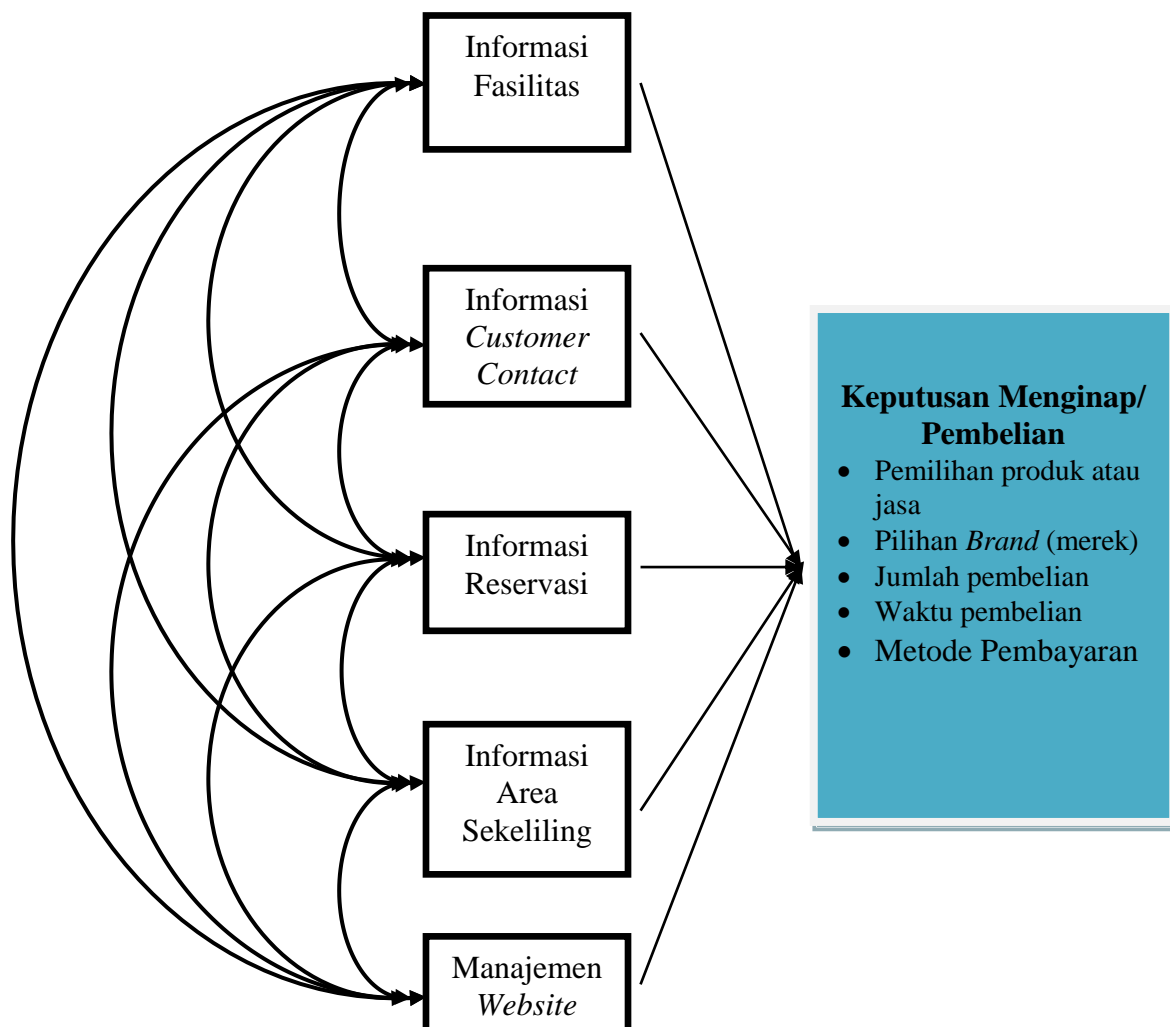 Informasi
Fasilitas
Informasi
Customer
Contact
Informasi
Reservasi
Informasi
Area
Sekeliling
Manajemen
Website
Keputusan Menginap/
Pembelian
• Pemilihan produk atau
jasa
• Pilihan Brand (merek)
• Jumlah pembelian
• Waktu pembelian
• Metode Pembayaran